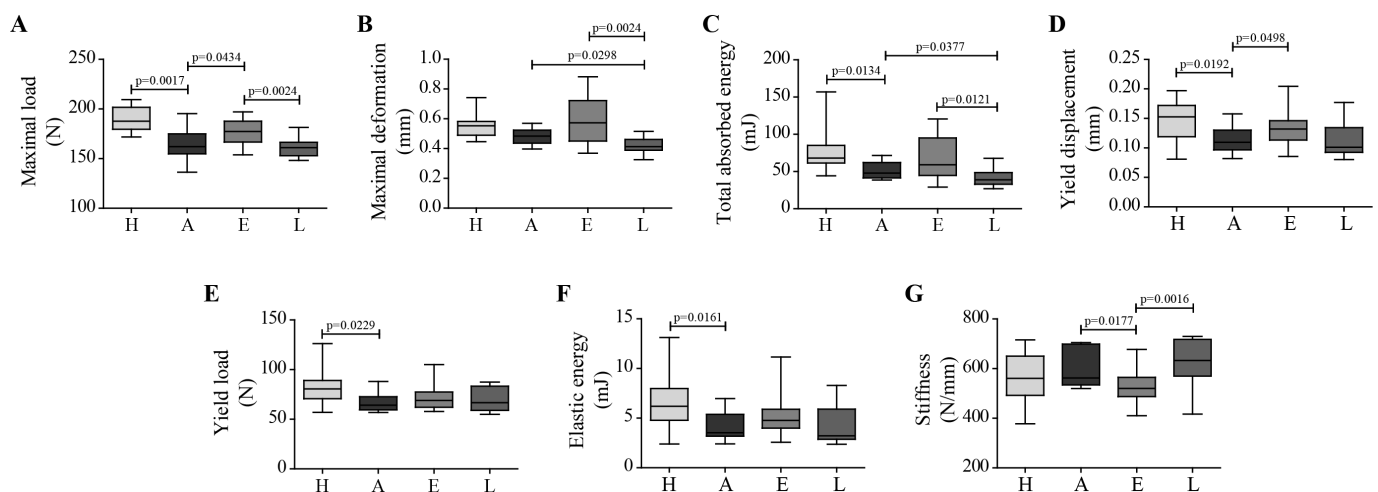 A
Maximal load
(N)
250
200
150
100
p=0.0017
p=0.0434
p=0.0024
H A E L
B
Maximal deformation
(mm)
1.0
0.8
0.6
0.4
0.2
0.0
p=0.0024
p=0.0298
H A E L
C
Total absorbed energy
(mJ)
200
150
100
50
0
p=0.0377
p=0.0134
p=0.0121
H A E L
D
Yield displacement
(mm)
0.25
0.20
0.15
0.10
0.05
0.00
p=0.0498
p=0.0192
H A E L
E
Yield load
(N)
150
100
50
0
p=0.0229
H A E L
F
Elastic energy
(mJ)
15
10
5
0
p=0.0161
H A E L
G
Stiffness
(N/mm)
800
600
400
200
p=0.0016
p=0.0177
H A E L